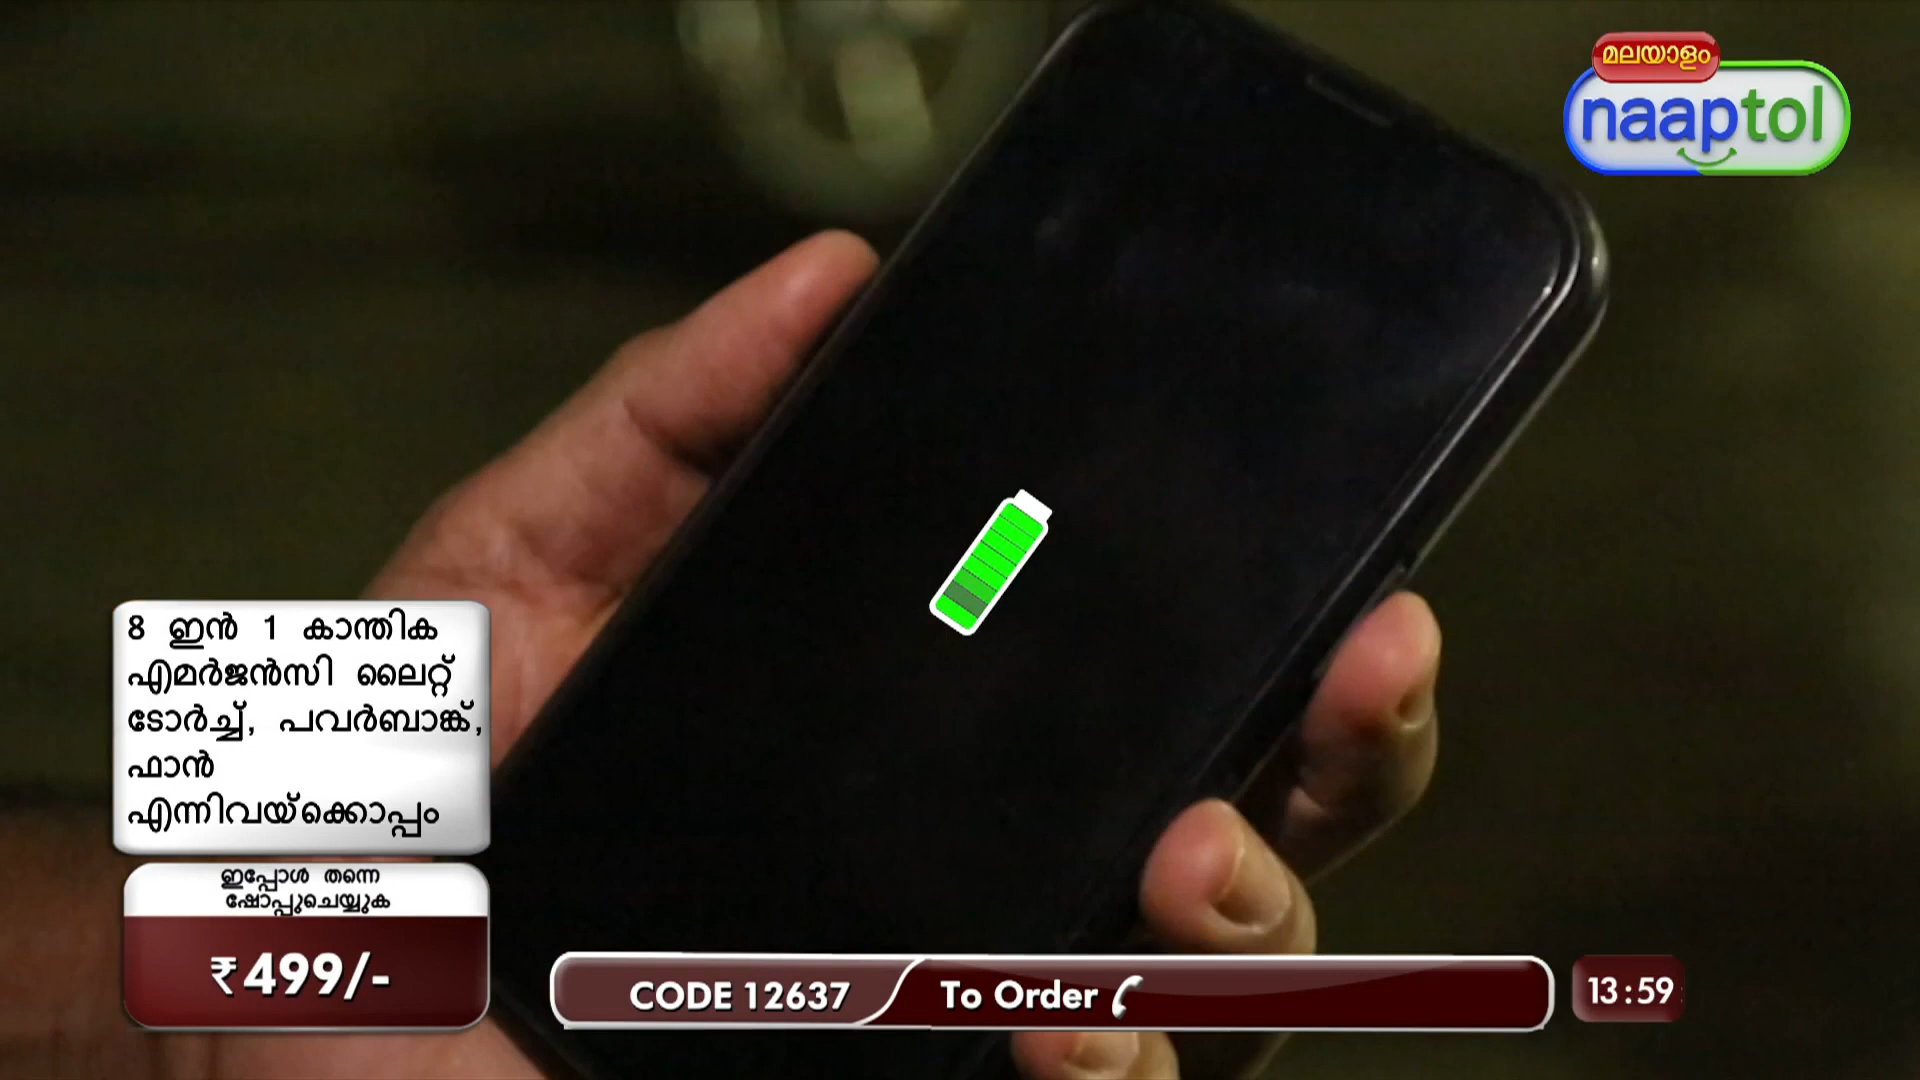 മലയാളം
naaptol
8 ഇൻ 1 കാന്തിക
എമർജൻസി ലൈറ്റ്
ടോർച്ച്, പവർബാങ്ക്,
ഫാൻ
എന്നിവയ്ക്കൊപ്പം
ഇപ്പോൾ തന്നെ
ഷോപ്പുചെയ്യുക
₹499/-
CODE 12637
To Order
13:59